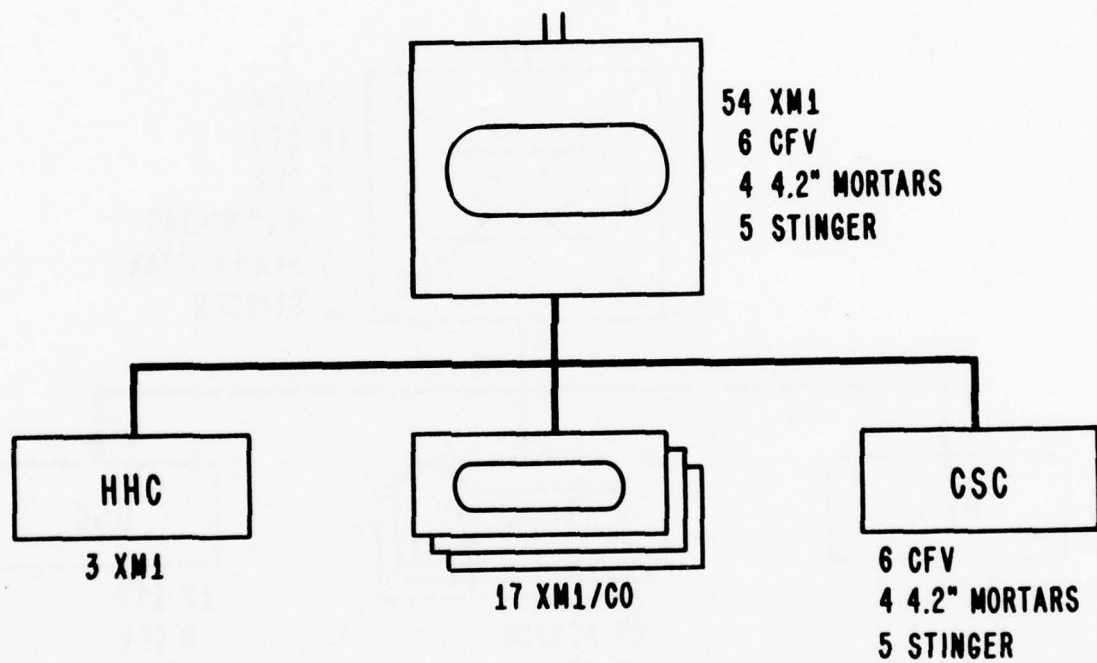 54 XM1
6 CFV
4 4.2" MORTARS
5 STINGER
HHC
CSC
3 XM1
17 XM1/CO
6 CFV
4 4.2" MORTARS
5 STINGER